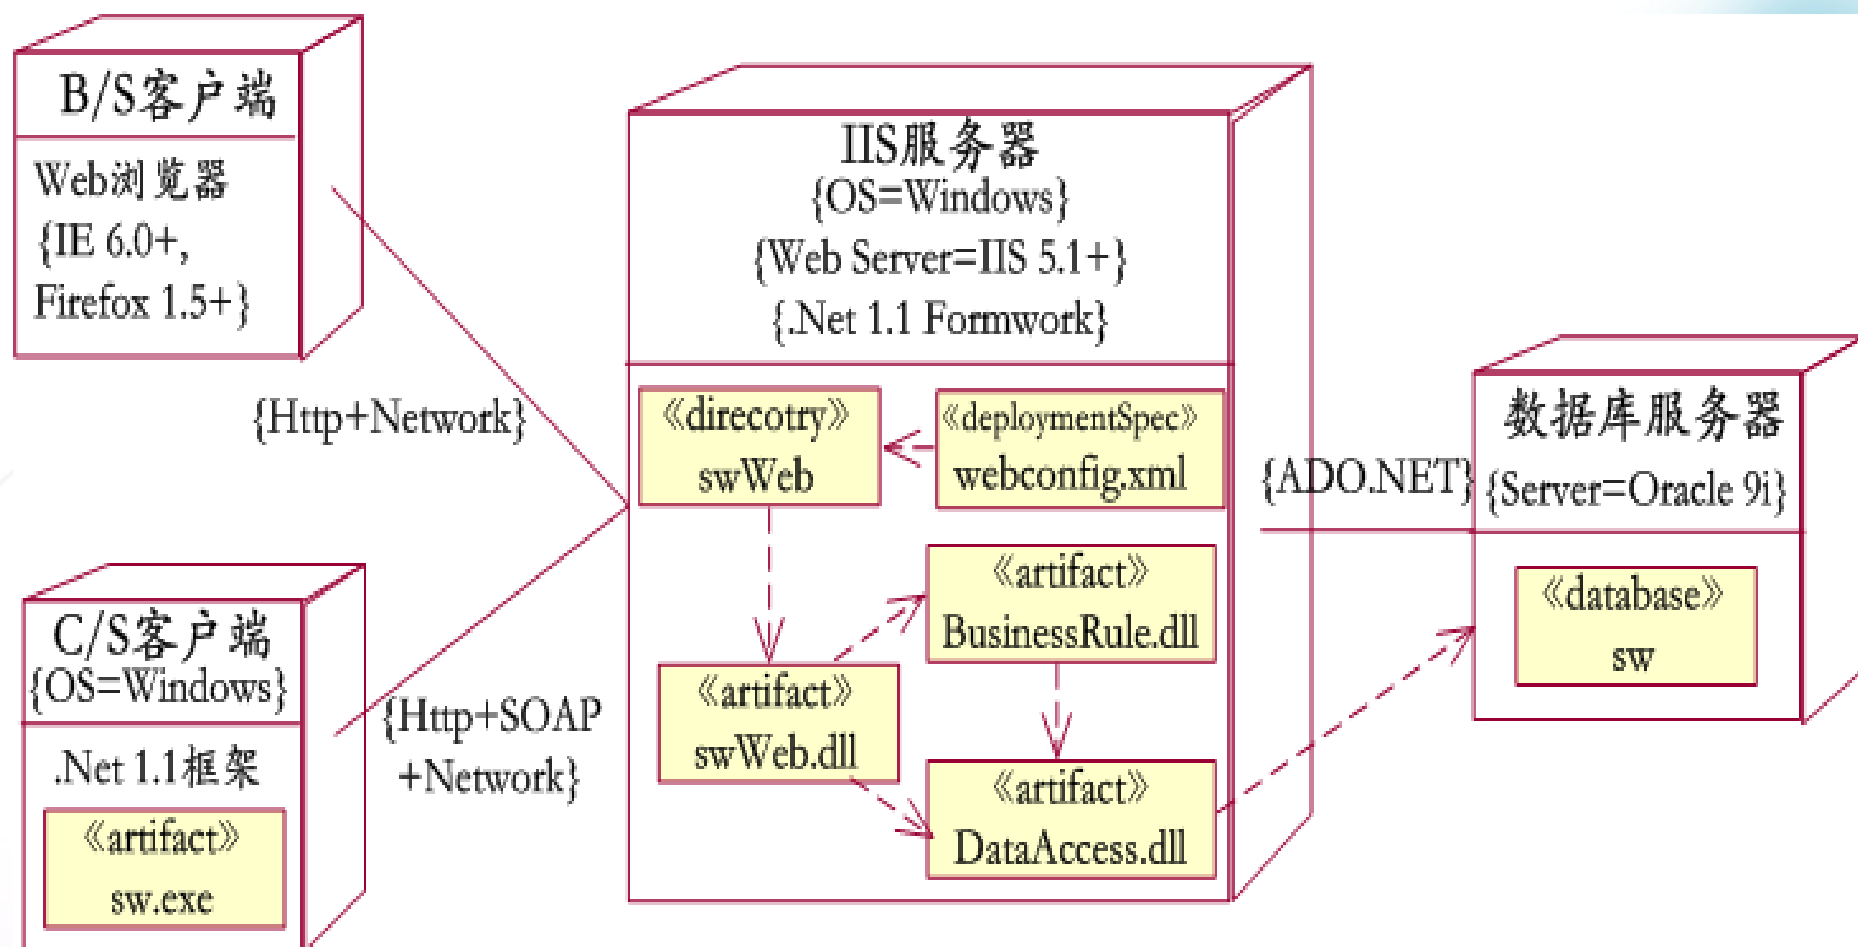 B/S客户端
Web浏览器
{IE 6.0+,
Firefox 1.5+}
{Http+Network}
C/S客户端
{OS=Windows}
.Net 1.1框架
《artifact》
sw.exe
{Http+SOAP
+Network}
IIS服务器
{OS=Windows}
{Web Server=IIS 5.1+}
{.Net 1.1 Formwork}
《direcotry》
swWeb
《deploymentSpec》
webconfig.xml
《artifact》
BusinessRule.dll
《artifact》
swWeb.dll
《artifact》
DataAccess.dll
{ADO.NET}
数据库服务器
{Server=Oracle 9i}
《database》
sw